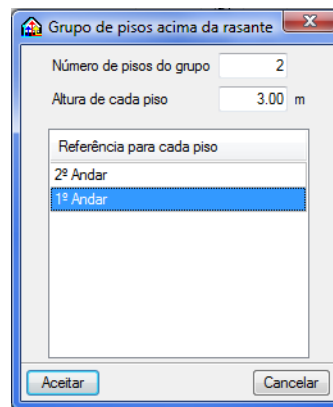 Grupo de pisos acima da rasante
Número de pisos do grupo 2
Altura de cada piso 3.00 m
Referência para cada piso
2º Andar
1º Andar
Aceitar Cancelar